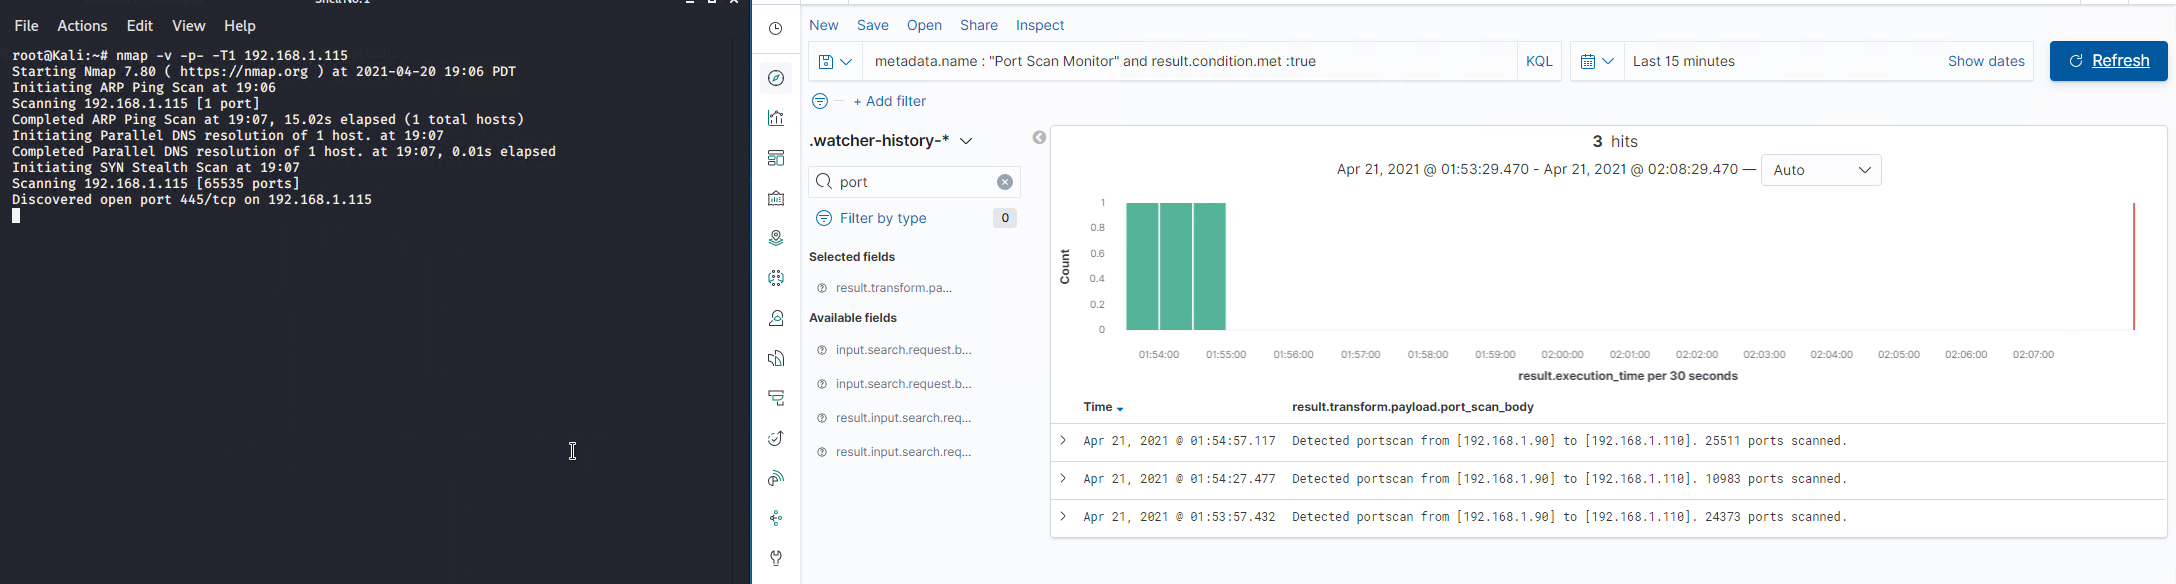 Shell No.1
File Actions Edit View Help
root@Kali:~# nmap -v -p- -T1 192.168.1.115
Starting Nmap 7.80 ( https://nmap.org ) at 2021-04-20 19:06 PDT
Initiating ARP Ping Scan at 19:06
Scanning 192.168.1.115 [1 port]
Completed ARP Ping Scan at 19:07, 15.02s elapsed (1 total hosts)
Initiating Parallel DNS resolution of 1 host. at 19:07
Completed Parallel DNS resolution of 1 host. at 19:07, 0.01s elapsed
Initiating SYN Stealth Scan at 19:07
Scanning 192.168.1.115 [65535 ports]
Discovered open port 445/tcp on 192.168.1.115
New Save Open Share Inspect
metadata.name : "Port Scan Monitor" and result.condition.met :true
KQL
Last 15 minutes
Show dates
Refresh
+ Add filter
.watcher-history-*
port
Filter by type 0
Selected fields
result.transform.pa...
Available fields
input.search.request.b...
input.search.request.b...
result.input.search.req...
result.input.search.req...
3 hits
Apr 21, 2021 @ 01:53:29.470 - Apr 21, 2021 @ 02:08:29.470 — Auto
Count
1
0.8
0.6
0.4
0.2
0
01:54:00 01:55:00 01:56:00 01:57:00 01:58:00 01:59:00 02:00:00 02:01:00 02:02:00 02:03:00 02:04:00 02:05:00 02:06:00 02:07:00
result.execution_time per 30 seconds
Time result.transform.payload.port_scan_body
Apr 21, 2021 @ 01:54:57.117 Detected portscan from [192.168.1.90] to [192.168.1.110]. 25511 ports scanned.
Apr 21, 2021 @ 01:54:27.477 Detected portscan from [192.168.1.90] to [192.168.1.110]. 10983 ports scanned.
Apr 21, 2021 @ 01:53:57.432 Detected portscan from [192.168.1.90] to [192.168.1.110]. 24373 ports scanned.